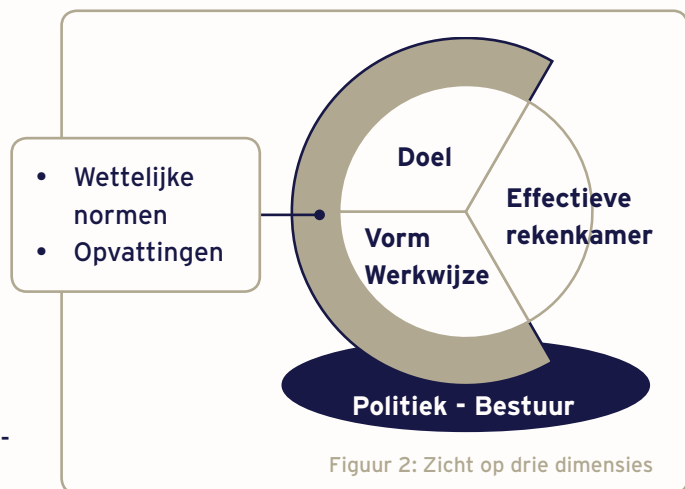 • Wettelijke
normen
• Opvattingen
Doel
Effectieve
rekenkamer
Vorm
Werkwijze
Politiek - Bestuur
-
Figuur 2: Zicht op drie dimensies